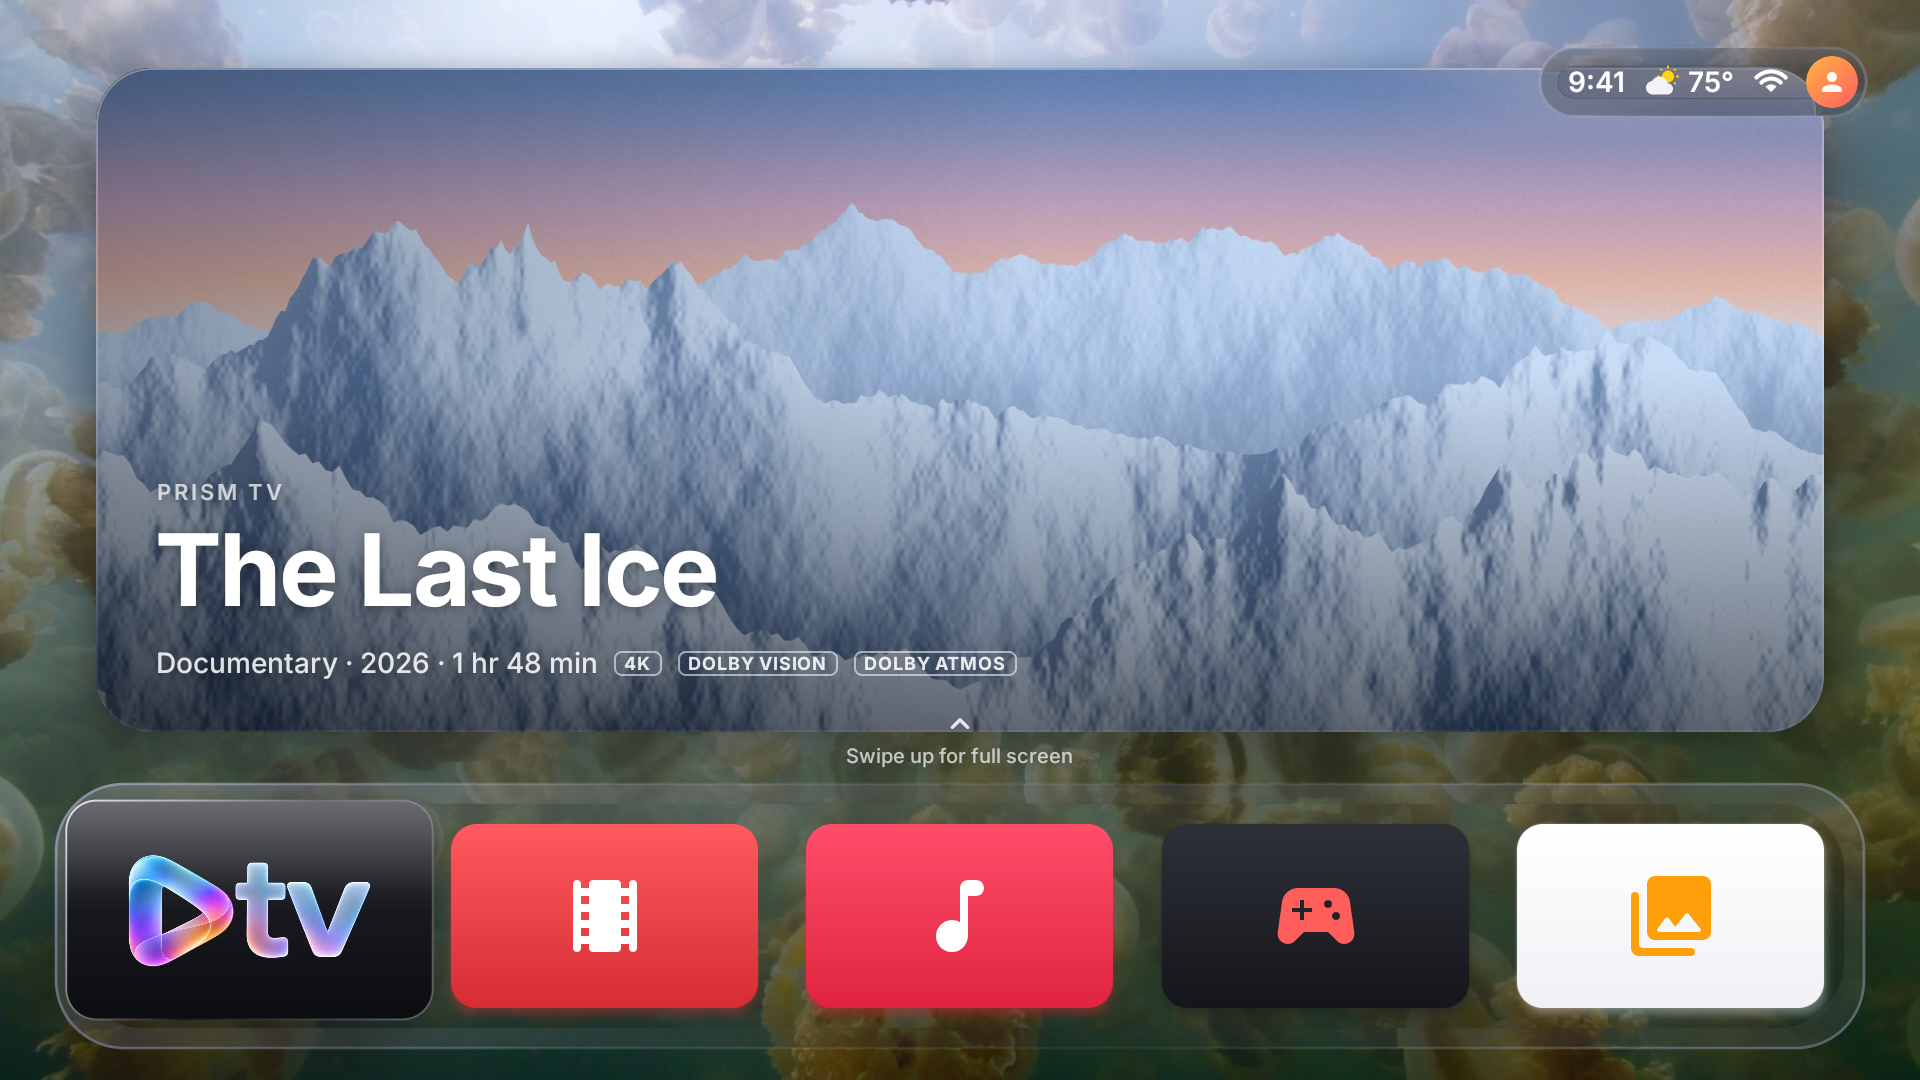 9:41 75°
PRISM TV
The Last Ice
Documentary · 2026 · 1 hr 48 min 4K DOLBY VISION DOLBY ATMOS
Swipe up for full screen
tv